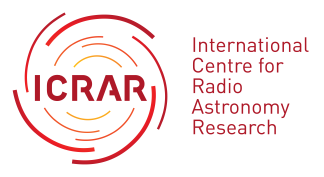 ICRAR
International
Centre for
Radio
Astronomy
Research